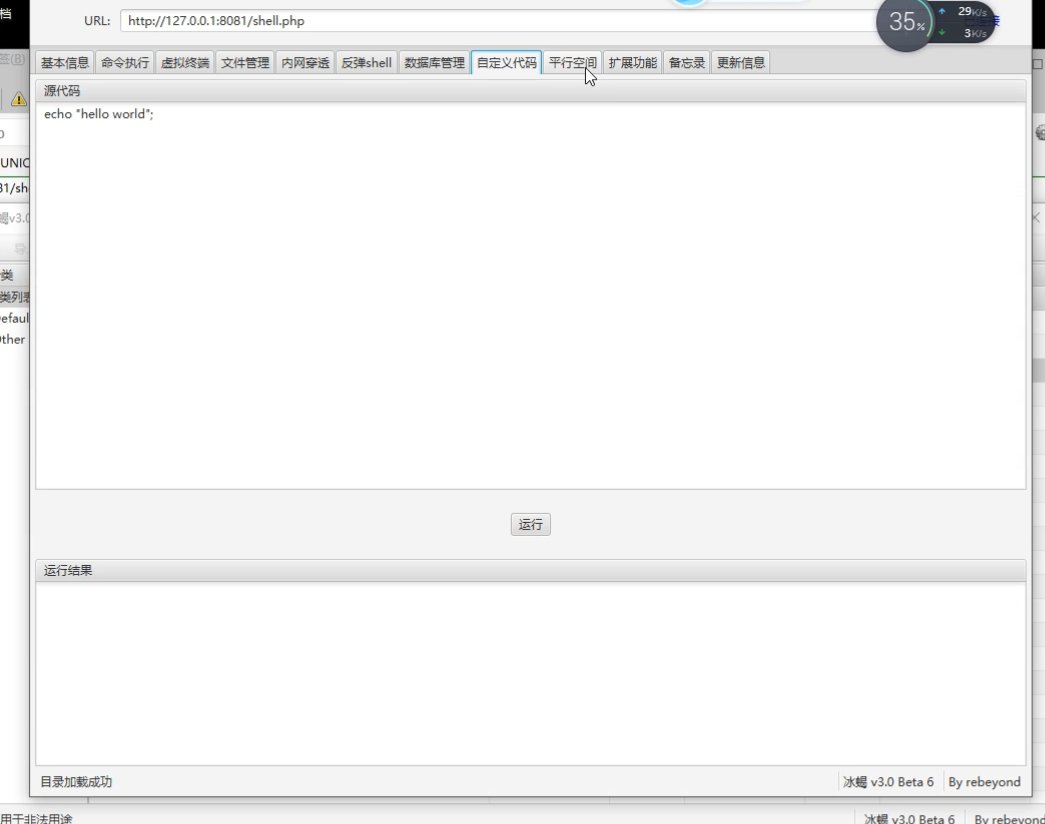 档
URL: http://127.0.0.1:8081/shell.php
35% 29K/s
3K/s
签(B)
基本信息 命令执行 虚拟终端 文件管理 内网穿透 反弹shell 数据库管理 自定义代码 平行空间 扩展功能 备忘录 更新信息
源代码
echo "hello world";
UNIC
31/sh
蝎v3.0
类
类列表
efaul
ther
运行
运行结果
目录加载成功 冰蝎 v3.0 Beta 6 By rebeyond
用于非法用途 冰蝎 v3.0 Beta 6 By rebeyond